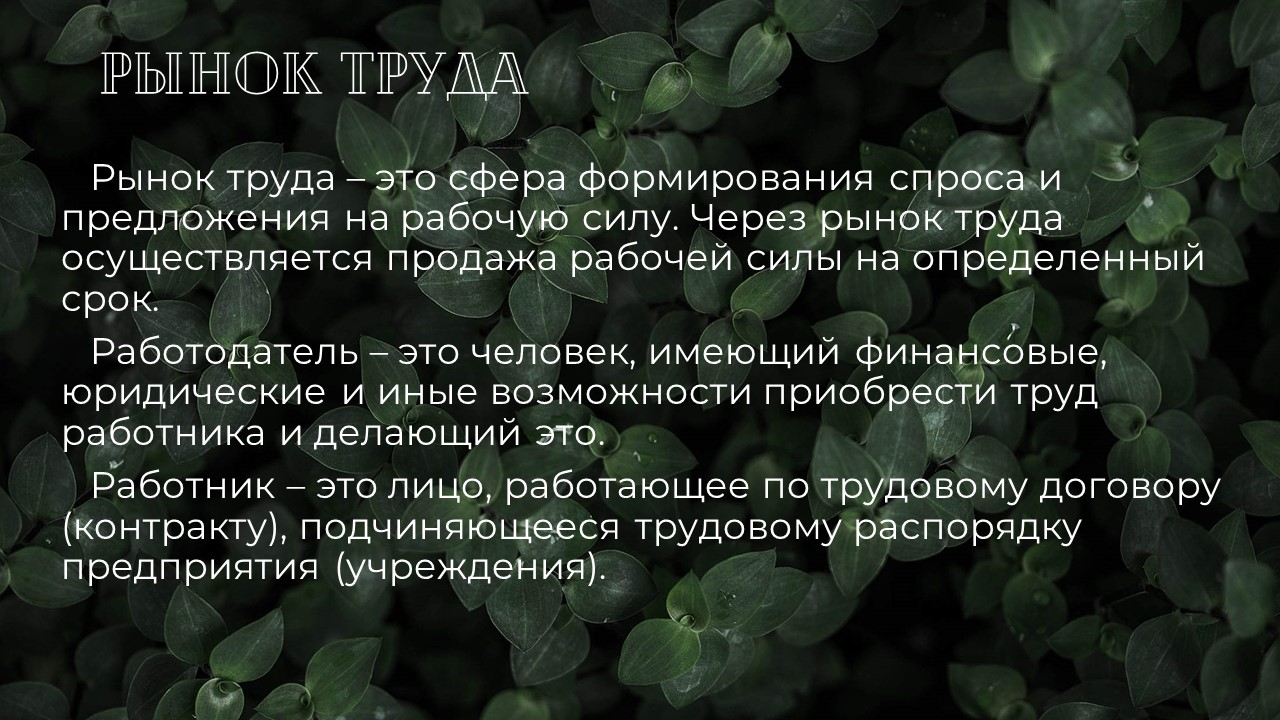 РЫНОК ТРУДА
Рынок труда – это сфера формирования спроса и
предложения на рабочую силу. Через рынок труда
осуществляется продажа рабочей силы на определенный
срок.
Работодатель – это человек, имеющий финансовые,
юридические и иные возможности приобрести труд
работника и делающий это.
Работник – это лицо, работающее по трудовому договору
(контракту), подчиняющееся трудовому распорядку
предприятия (учреждения).